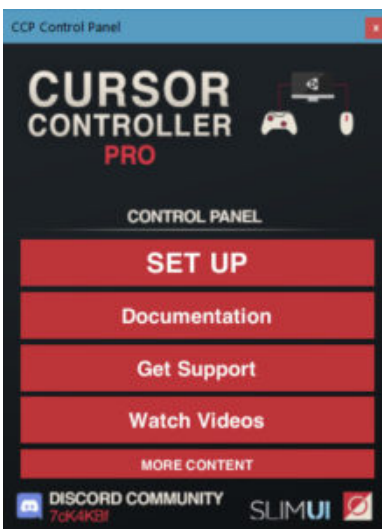 CCP Control Panel
x
CURSOR
CONTROLLER
PRO
CONTROL PANEL
SET UP
Documentation
Get Support
Watch Videos
MORE CONTENT
DISCORD COMMUNITY
SLIMUI